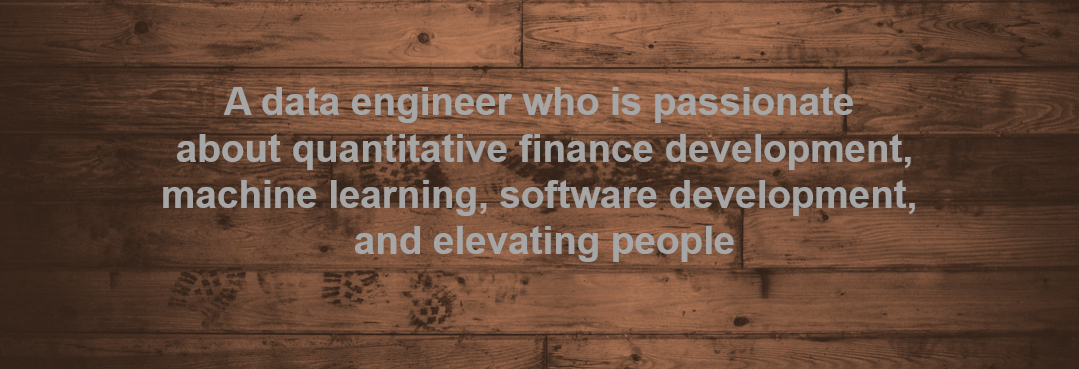 A data engineer who is passionate
about quantitative finance development,
machine learning, software development,
and elevating people